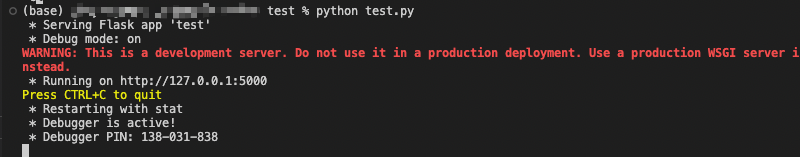 (base) test % python test.py
* Serving Flask app 'test'
* Debug mode: on
WARNING: This is a development server. Do not use it in a production deployment. Use a production WSGI server i
nstead.
* Running on http://127.0.0.1:5000
Press CTRL+C to quit
* Restarting with stat
* Debugger is active!
* Debugger PIN: 138-031-838